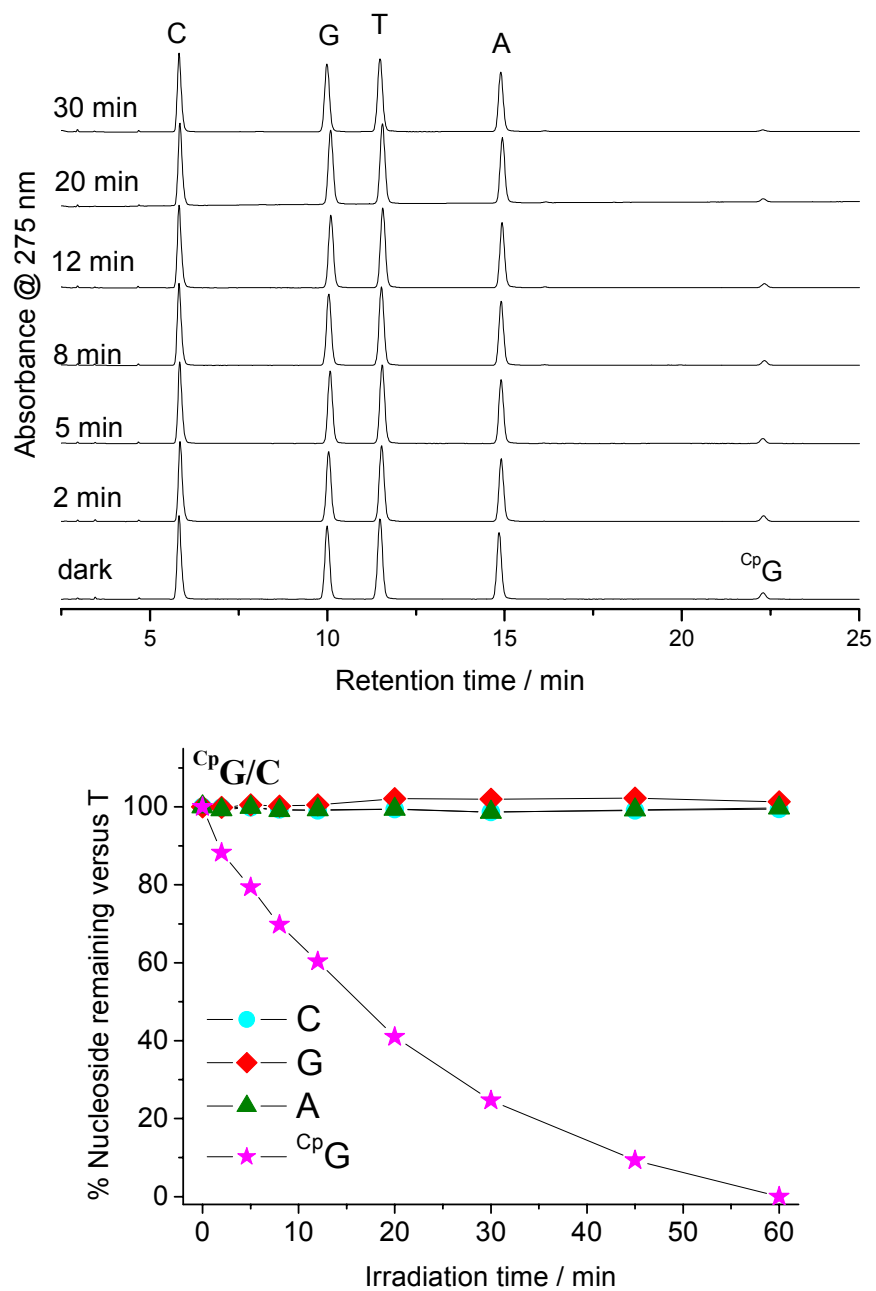 C G T A
30 min
20 min
12 min
8 min
5 min
2 min
dark
CpG
Absorbance @ 275 nm
5 10 15 20 25
Retention time / min
CpG/C
100
80
60
40
20
0
% Nucleoside remaining versus T
C
G
A
CpG
0 10 20 30 40 50 60
Irradiation time / min